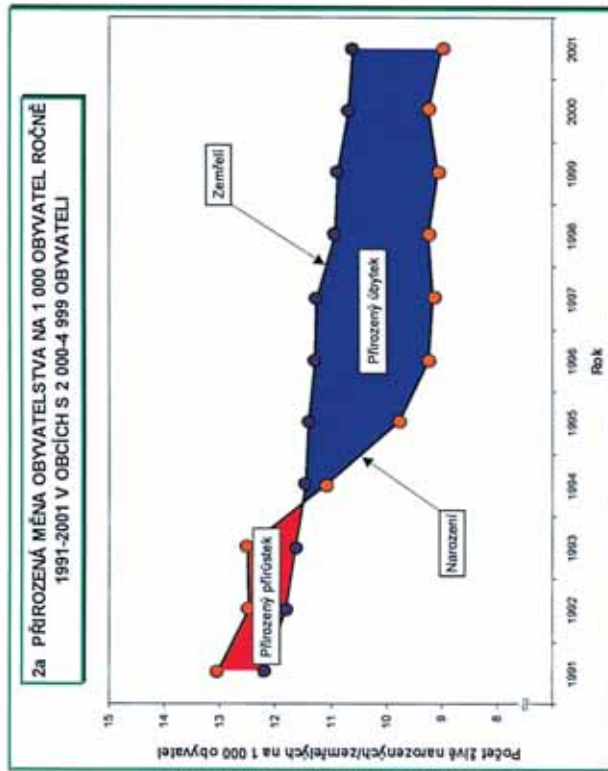 2a PŘIROZENÁ MĚNA OBYVATELSTVA NA 1 000 OBYVATEL ROČNĚ
1991-2001 V OBCÍCH S 2 000-4 999 OBYVATELI
Počet živě narozených/zemřelých na 1 000 obyvatel
15
14
13
12
11
10
9
8
Přirozený přírůstek
Zemřelí
Přirozený úbytek
Narození
1991
1992
1993
1994
1995
1996
1997
1998
1999
2000
2001
Rok